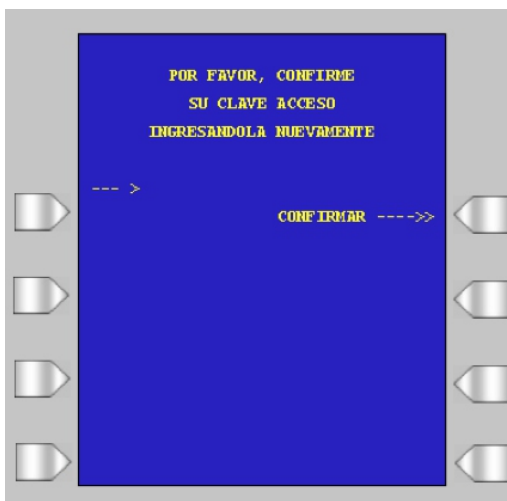 POR FAVOR, CONFIRME
SU CLAVE ACCESO
INGRESANDOLA NUEVAMENTE
--- >
CONFIRMAR ---->>